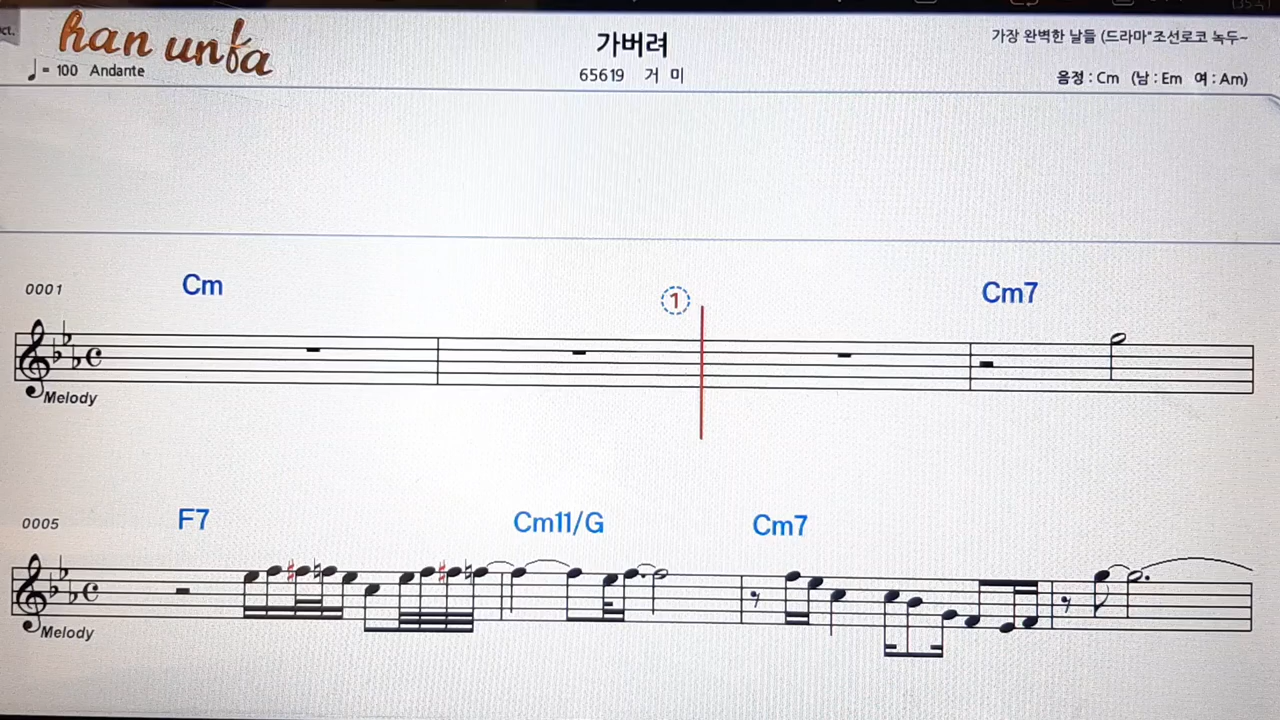 ct.
han unba
가버려
가장 완벽한 날들 (드라마"조선로코 녹두~
♩= 100 Andante
65619 거 미
음정 : Cm (남 : Em 여 : Am)
0001 Cm 1 Cm7
Melody
0005 F7 Cm11/G Cm7
Melody